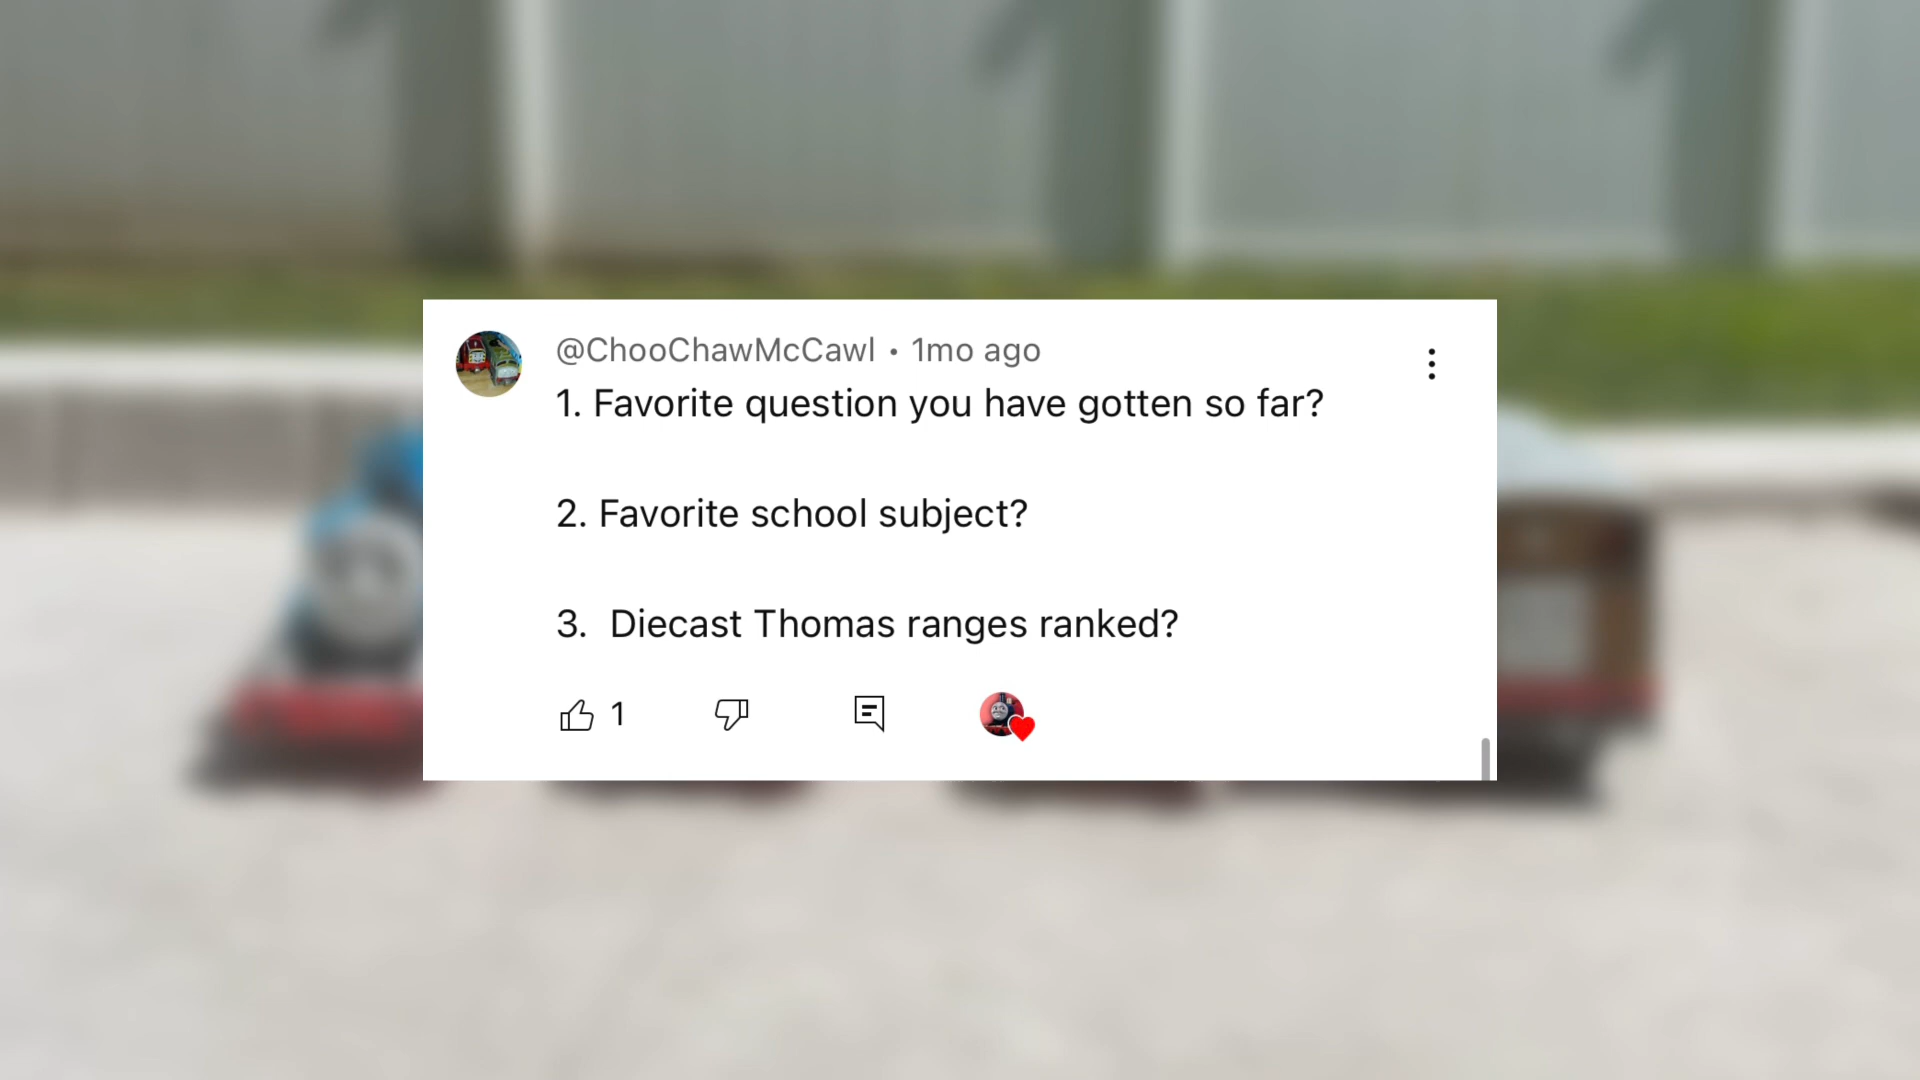 @ChooChawMcCawl • 1mo ago
1. Favorite question you have gotten so far?
2. Favorite school subject?
3.  Diecast Thomas ranges ranked?
1